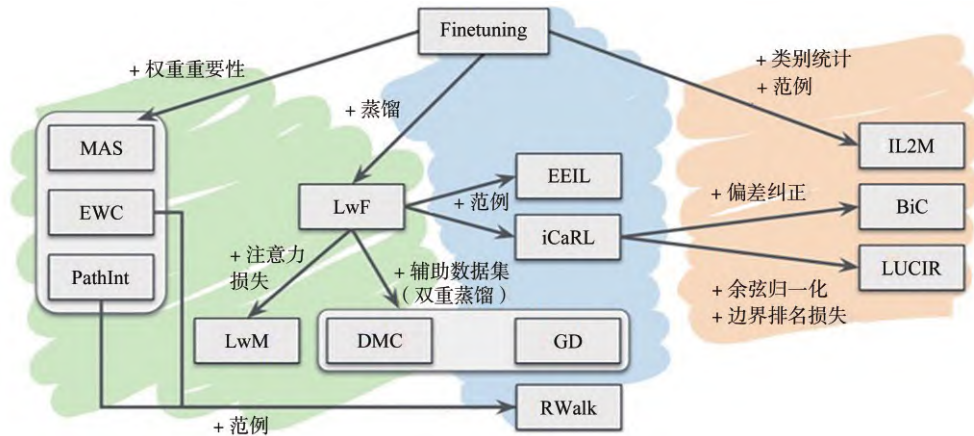 Finetuning
+ 权重重要性
+ 类别统计
+ 范例
+ 蒸馏
MAS
IL2M
EEIL
EWC
LwF
+ 范例
+ 偏差纠正
BiC
iCaRL
PathInt
+ 注意力
损失
+ 辅助数据集
（双重蒸馏）
LUCIR
+ 余弦归一化
+ 边界排名损失
LwM
DMC
GD
RWalk
+ 范例